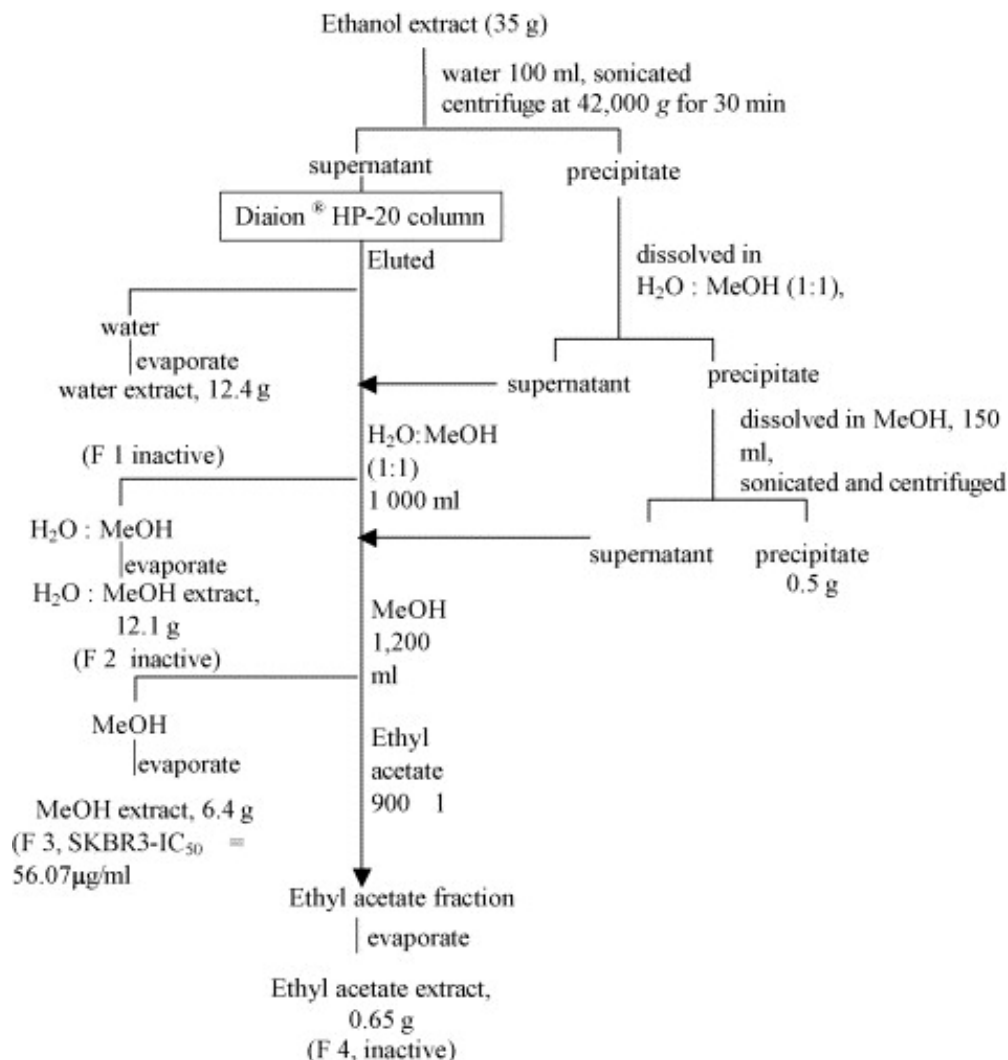 Ethanol extract (35 g)
water 100 ml, sonicated
centrifuge at 42,000 g for 30 min
supernatant
precipitate
Diaion ® HP-20 column
Eluted
dissolved in
H₂O : MeOH (1:1),
water
evaporate
water extract, 12.4 g
supernatant
precipitate
(F 1 inactive)
H₂O:MeOH
(1:1)
1 000 ml
dissolved in MeOH, 150
ml,
sonicated and centrifuged
H₂O : MeOH
evaporate
H₂O : MeOH extract,
12.1 g
(F 2 inactive)
supernatant
precipitate
0.5 g
MeOH
1,200
ml
MeOH
evaporate
Ethyl
acetate
900 l
MeOH extract, 6.4 g
(F 3, SKBR3-IC₅₀ =
56.07µg/ml
Ethyl acetate fraction
evaporate
Ethyl acetate extract,
0.65 g
(F 4, inactive)